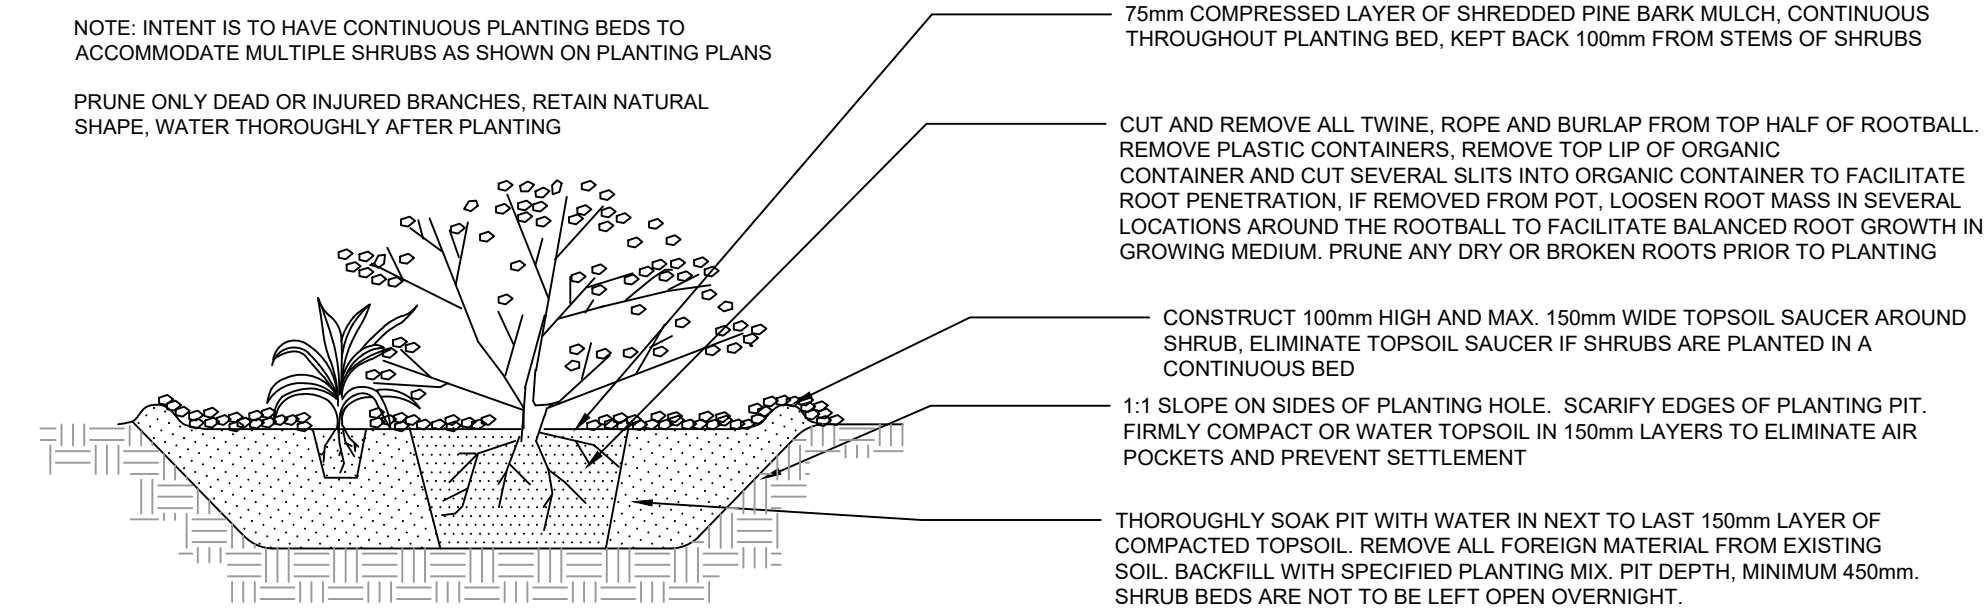 NOTE: INTENT IS TO HAVE CONTINUOUS PLANTING BEDS TO
ACCOMMODATE MULTIPLE SHRUBS AS SHOWN ON PLANTING PLANS
PRUNE ONLY DEAD OR INJURED BRANCHES, RETAIN NATURAL
SHAPE, WATER THOROUGHLY AFTER PLANTING
75mm COMPRESSED LAYER OF SHREDDED PINE BARK MULCH, CONTINUOUS
THROUGHOUT PLANTING BED, KEPT BACK 100mm FROM STEMS OF SHRUBS
CUT AND REMOVE ALL TWINE, ROPE AND BURLAP FROM TOP HALF OF ROOTBALL.
REMOVE PLASTIC CONTAINERS, REMOVE TOP LIP OF ORGANIC
CONTAINER AND CUT SEVERAL SLITS INTO ORGANIC CONTAINER TO FACILITATE
ROOT PENETRATION, IF REMOVED FROM POT, LOOSEN ROOT MASS IN SEVERAL
LOCATIONS AROUND THE ROOTBALL TO FACILITATE BALANCED ROOT GROWTH IN
GROWING MEDIUM. PRUNE ANY DRY OR BROKEN ROOTS PRIOR TO PLANTING
CONSTRUCT 100mm HIGH AND MAX. 150mm WIDE TOPSOIL SAUCER AROUND
SHRUB, ELIMINATE TOPSOIL SAUCER IF SHRUBS ARE PLANTED IN A
CONTINUOUS BED
1:1 SLOPE ON SIDES OF PLANTING HOLE. SCARIFY EDGES OF PLANTING PIT.
FIRMLY COMPACT OR WATER TOPSOIL IN 150mm LAYERS TO ELIMINATE AIR
POCKETS AND PREVENT SETTLEMENT
THOROUGHLY SOAK PIT WITH WATER IN NEXT TO LAST 150mm LAYER OF
COMPACTED TOPSOIL. REMOVE ALL FOREIGN MATERIAL FROM EXISTING
SOIL. BACKFILL WITH SPECIFIED PLANTING MIX. PIT DEPTH, MINIMUM 450mm.
SHRUB BEDS ARE NOT TO BE LEFT OPEN OVERNIGHT.